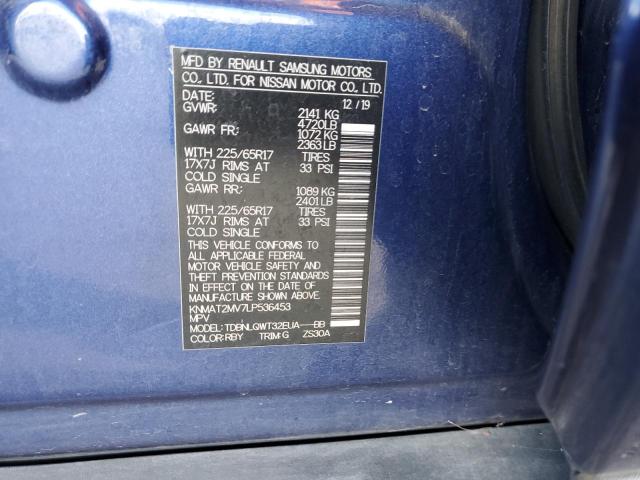 MFD BY RENAULT SAMSUNG MOTORS
CO., LTD. FOR NISSAN MOTOR CO., LTD.
DATE: 12/19
GVWR: 2141 KG
4720LB
GAWR FR: 1072 KG
2363 LB
WITH 225/65R17 TIRES
17X7J RIMS AT 33 PSI
COLD SINGLE
GAWR RR: 1089 KG
2401 LB
WITH 225/65R17 TIRES
17X7J RIMS AT 33 PSI
COLD SINGLE
THIS VEHICLE CONFORMS TO
ALL APPLICABLE FEDERAL
MOTOR VEHICLE SAFETY AND
THEFT PREVENTION STANDARDS
IN EFFECT ON THE DATE OF
MANUFACTURE SHOWN ABOVE.
KNMAT2MV7LP536453
MPV
MODEL: TDBNLQWT32EUA---BB
COLOR:RBY TRIM:G ZS30A